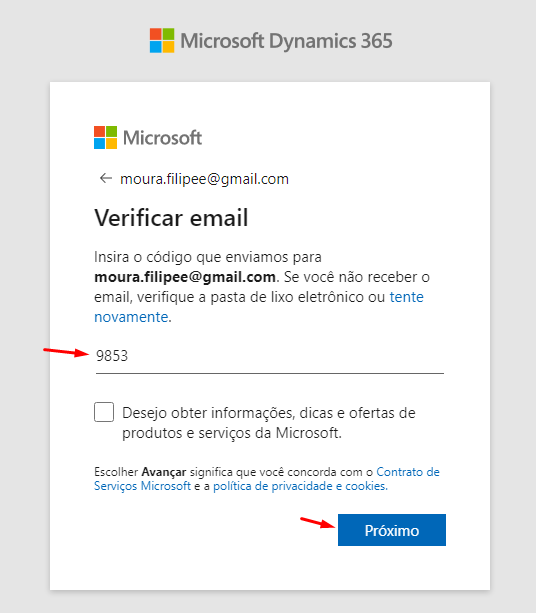 Microsoft Dynamics 365
Microsoft
← moura.filipee@gmail.com
Verificar email
Insira o código que enviamos para
moura.filipee@gmail.com. Se você não receber o
email, verifique a pasta de lixo eletrônico ou tente
novamente.
9853
Desejo obter informações, dicas e ofertas de
produtos e serviços da Microsoft.
Escolher Avançar significa que você concorda com o Contrato de
Serviços Microsoft e a política de privacidade e cookies.
Próximo